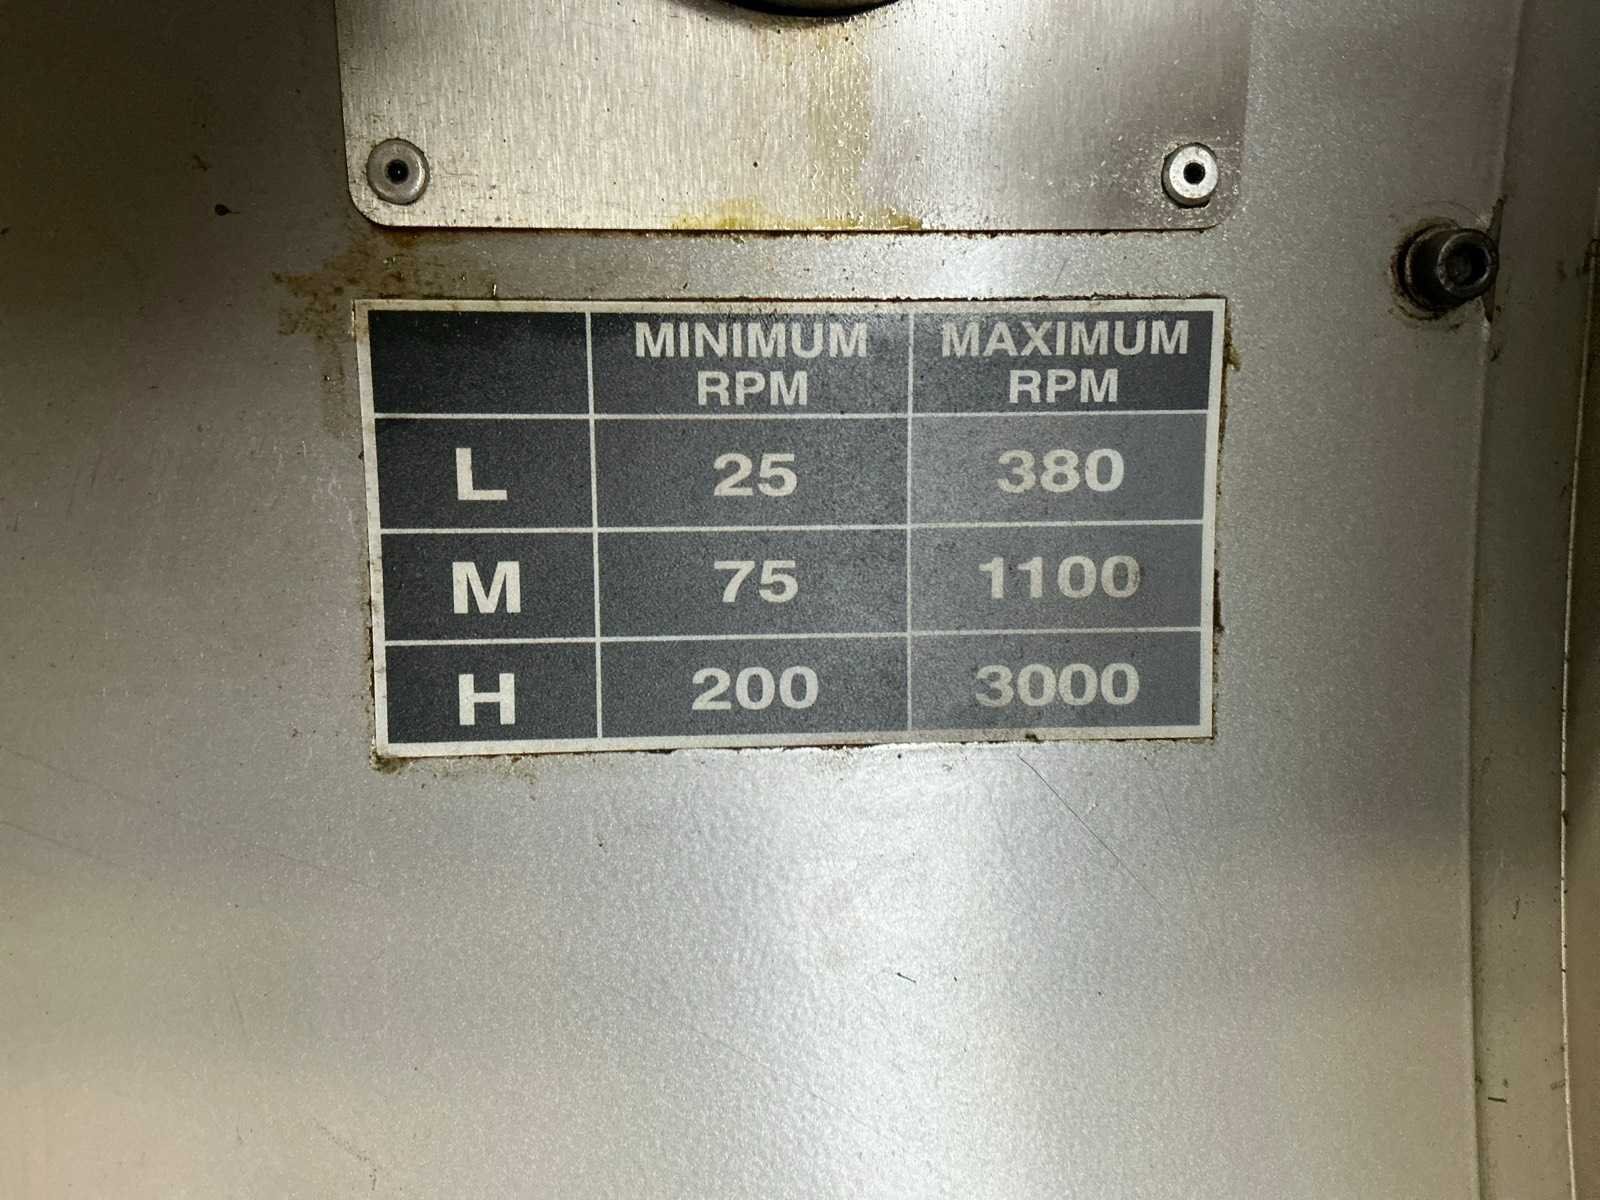 MINIMUM RPM MAXIMUM RPM
L 25 380
M 75 1100
H 200 3000